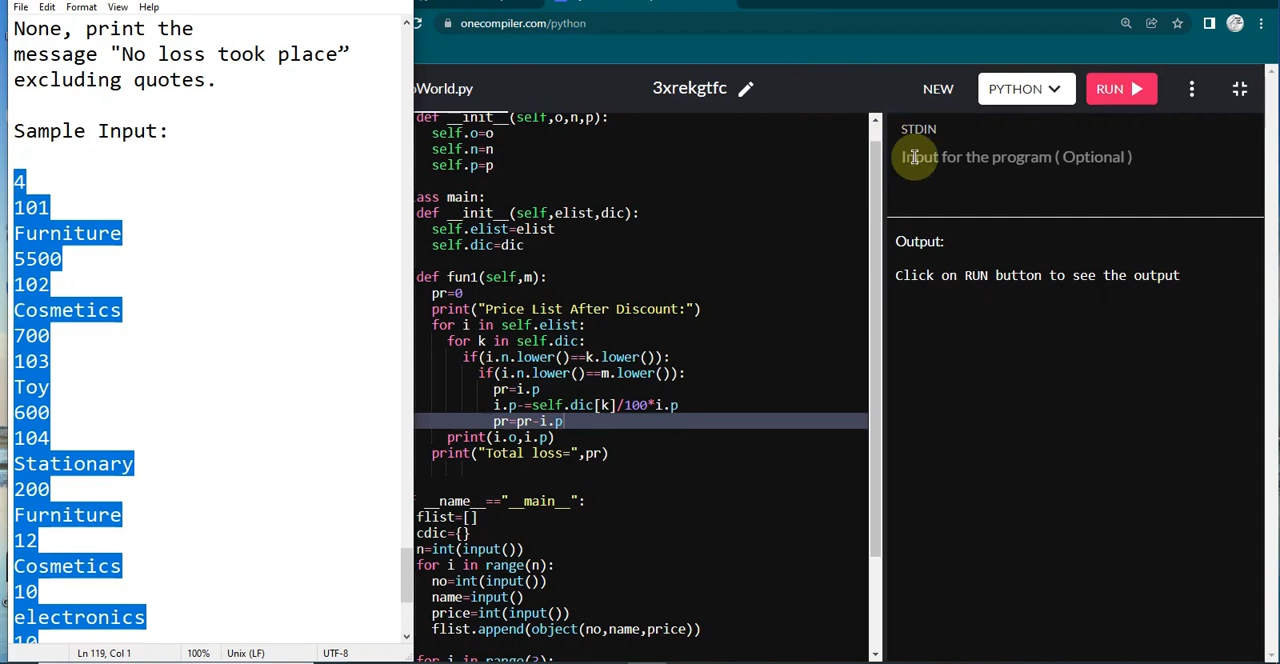 File Edit Format View Help
None, print the
message "No loss took place”
excluding quotes.
Sample Input:
4
101
Furniture
5500
102
Cosmetics
700
103
Toy
600
104
Stationary
200
Furniture
12
Cosmetics
10
electronics
10
Ln 119, Col 1 100% Unix (LF) UTF-8
onecompiler.com/python
oWorld.py 3xrekgtfc NEW PYTHON RUN
def __init__(self,o,n,p):
self.o=o
self.n=n
self.p=p
ass main:
def __init__(self,elist,dic):
self.elist=elist
self.dic=dic
def fun1(self,m):
pr=0
print("Price List After Discount:")
for i in self.elist:
for k in self.dic:
if(i.n.lower()==k.lower()):
if(i.n.lower()==m.lower()):
pr=i.p
i.p-=self.dic[k]/100*i.p
pr=pr-i.p
print(i.o,i.p)
print("Total loss=",pr)
f __name__=="__main__":
flist=[]
cdic={}
n=int(input())
for i in range(n):
no=int(input())
name=input()
price=int(input())
flist.append(object(no,name,price))
for i in range(3):
STDIN
Input for the program ( Optional )
Output:
Click on RUN button to see the output